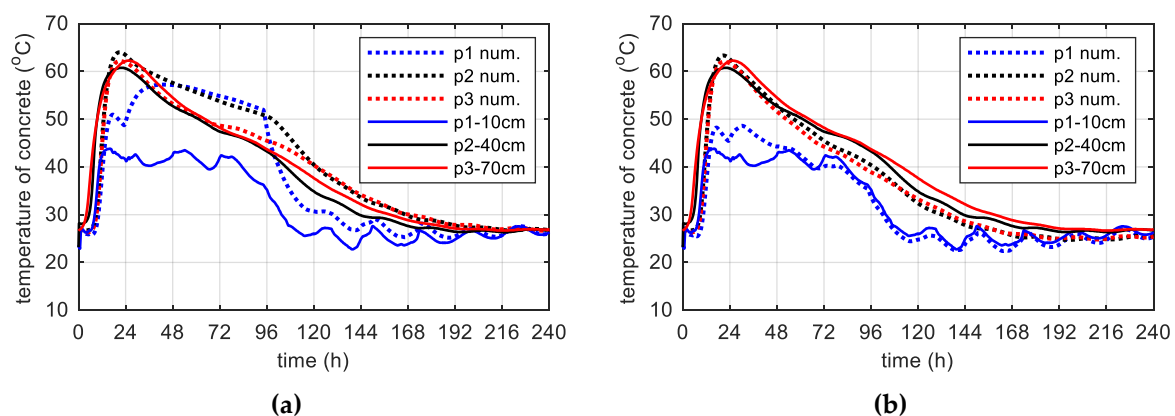 70
60
50
40
30
20
10
temperature of concrete (°C)
p1 num.
p2 num.
p3 num.
p1-10cm
p2-40cm
p3-70cm
0 24 48 72 96 120 144 168 192 216 240
time (h)
(a)
70
60
50
40
30
20
10
temperature of concrete (°C)
p1 num.
p2 num.
p3 num.
p1-10cm
p2-40cm
p3-70cm
0 24 48 72 96 120 144 168 192 216 240
time (h)
(b)